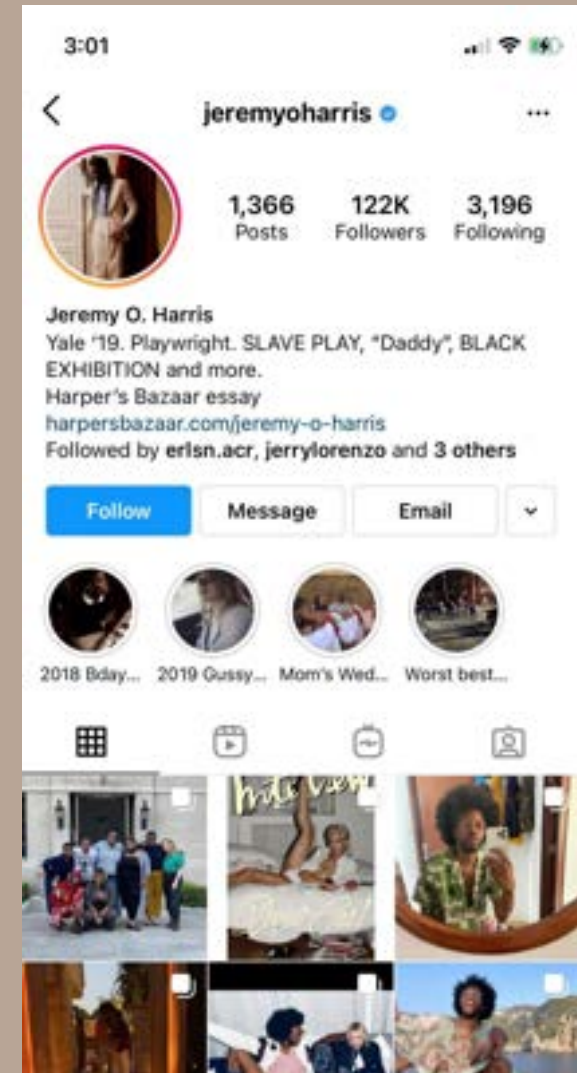 3:01
jeremyoharris
1,366 122K 3,196
Posts Followers Following
Jeremy O. Harris
Yale '19. Playwright. SLAVE PLAY, "Daddy", BLACK
EXHIBITION and more.
Harper's Bazaar essay
harpersbazaar.com/jeremy-o-harris
Followed by erlsn.acr, jerrylorenzo and 3 others
Follow Message Email
2018 Bday... 2019 Gussy... Mom's Wed... Worst best...